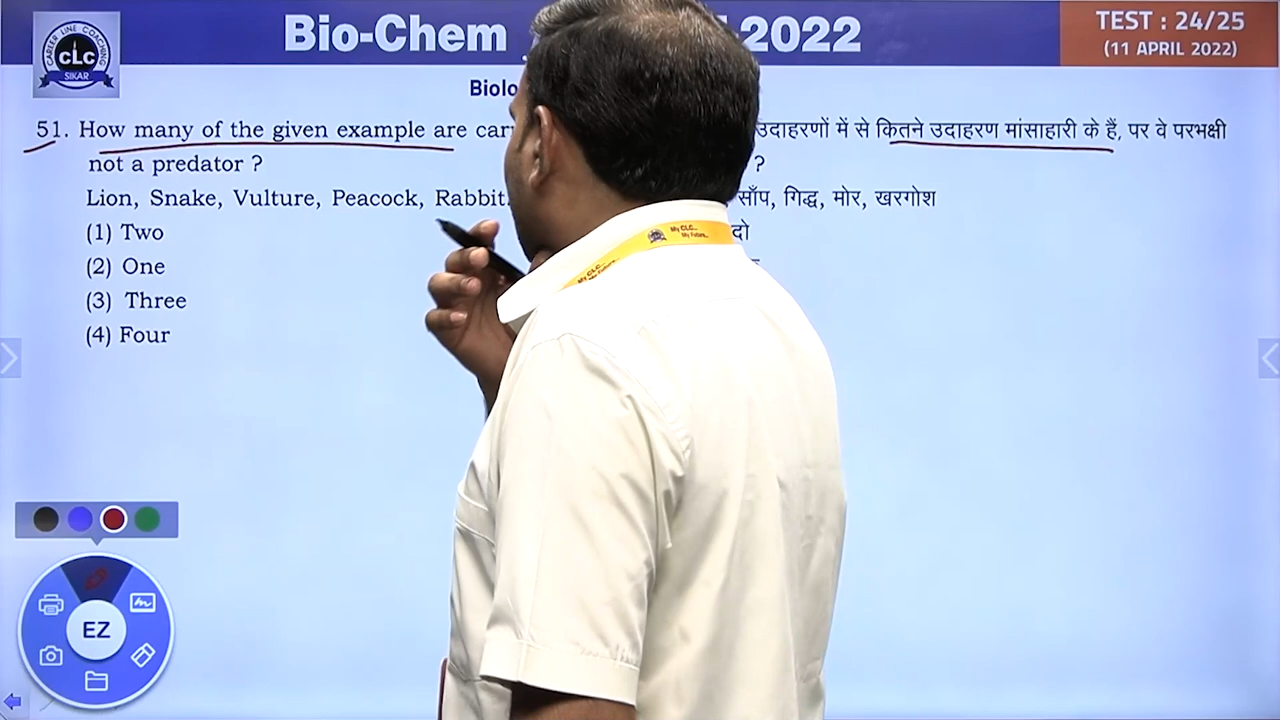 CAREER LINE COACHING
CLC
SIKAR
Bio-Chem 2022
TEST : 24/25
(11 APRIL 2022)
51. How many of the given example are
not a predator ?
Lion, Snake, Vulture, Peacock, Rabbit
(1) Two
(2) One
(3) Three
(4) Four
उदाहरणों में से कितने उदाहरण मांसाहारी के हैं, पर वे परभक्षी
?
साँप, गिद्ध, मोर, खरगोश
दो
My CLC...
My Future...
EZ